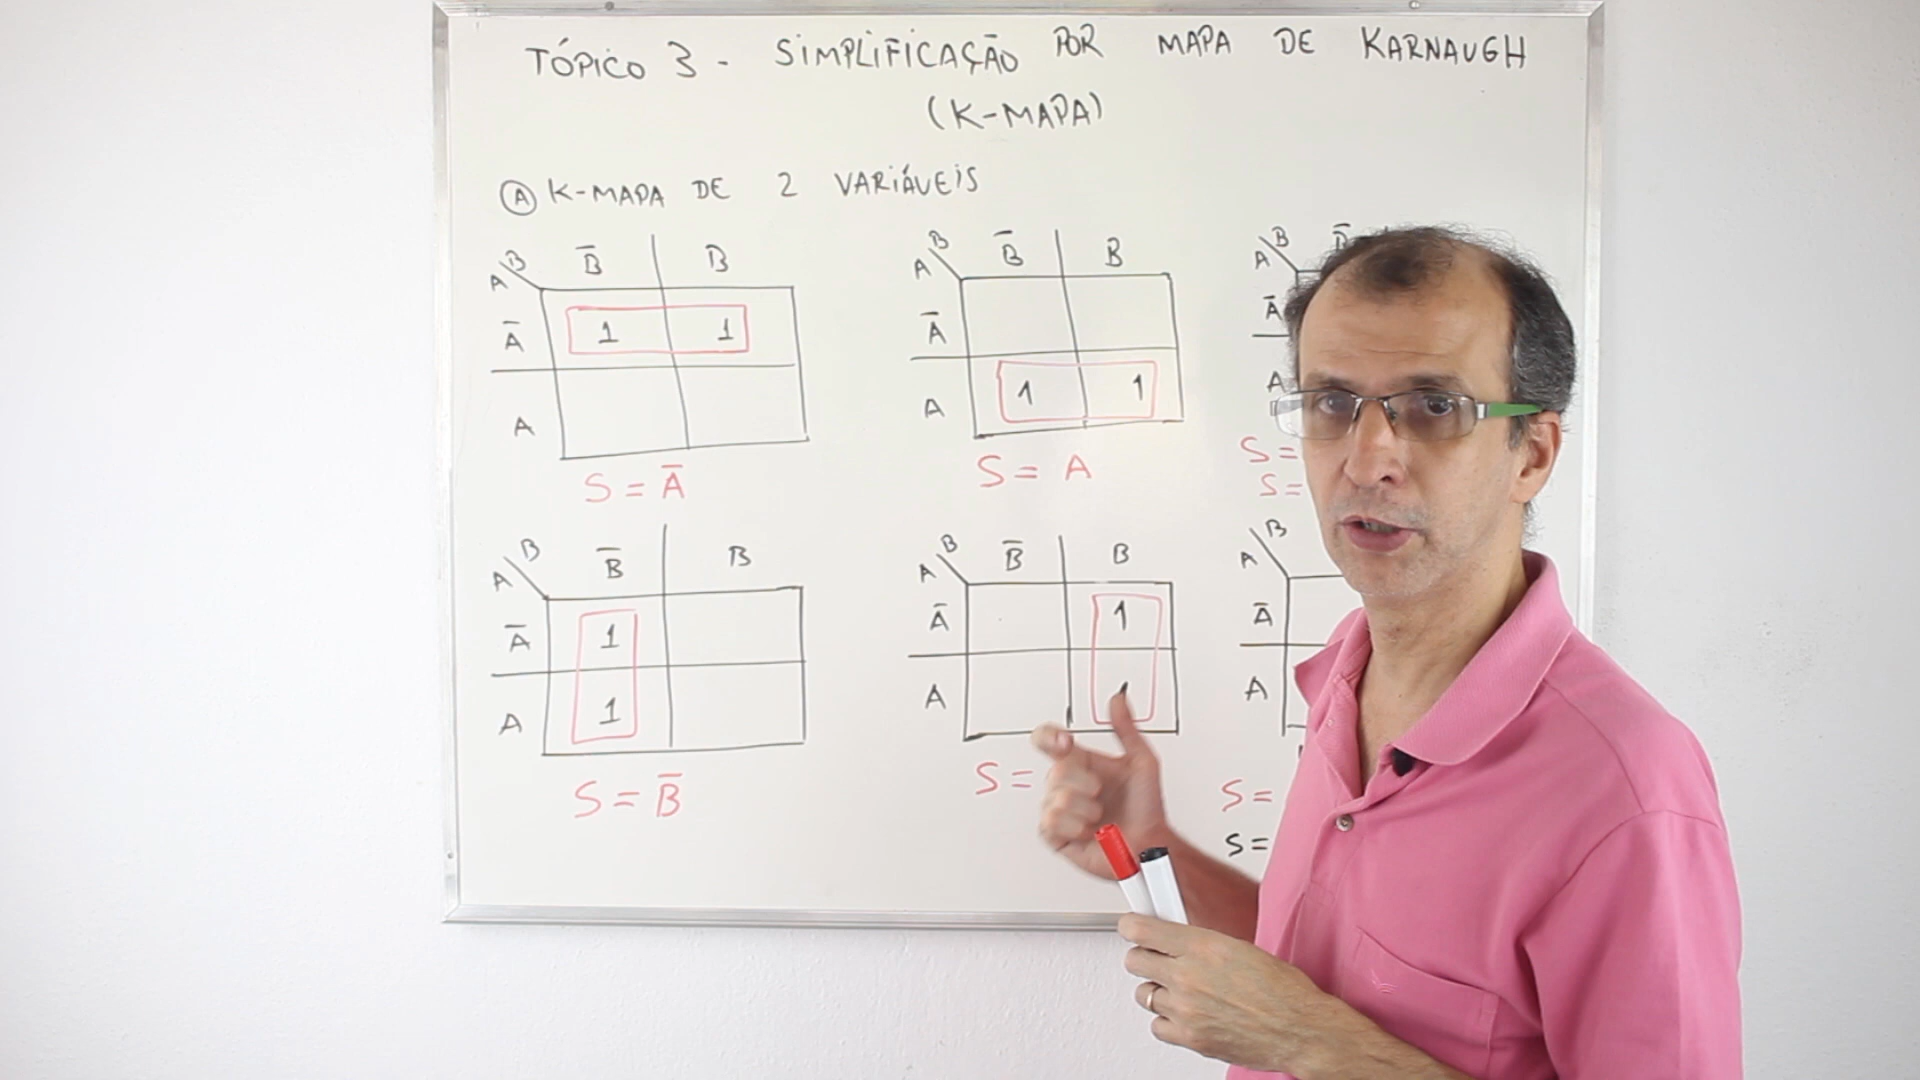 TÓPICO 3 - SIMPLIFICAÇÃO POR MAPA DE KARNAUGH
(K-MAPA)
Ⓐ K-MAPA DE 2 VARIÁVEIS
A B B̅ B
A̅ 1 1
A
S = A̅
A B B̅ B
A̅
A 1 1
S = A
A B B̅
A̅
A
S =
S =
A B B̅ B
A̅ 1
A 1
S = B̅
A B B̅ B
A̅ 1
A 1
S =
A B
A̅
A
S =
S =